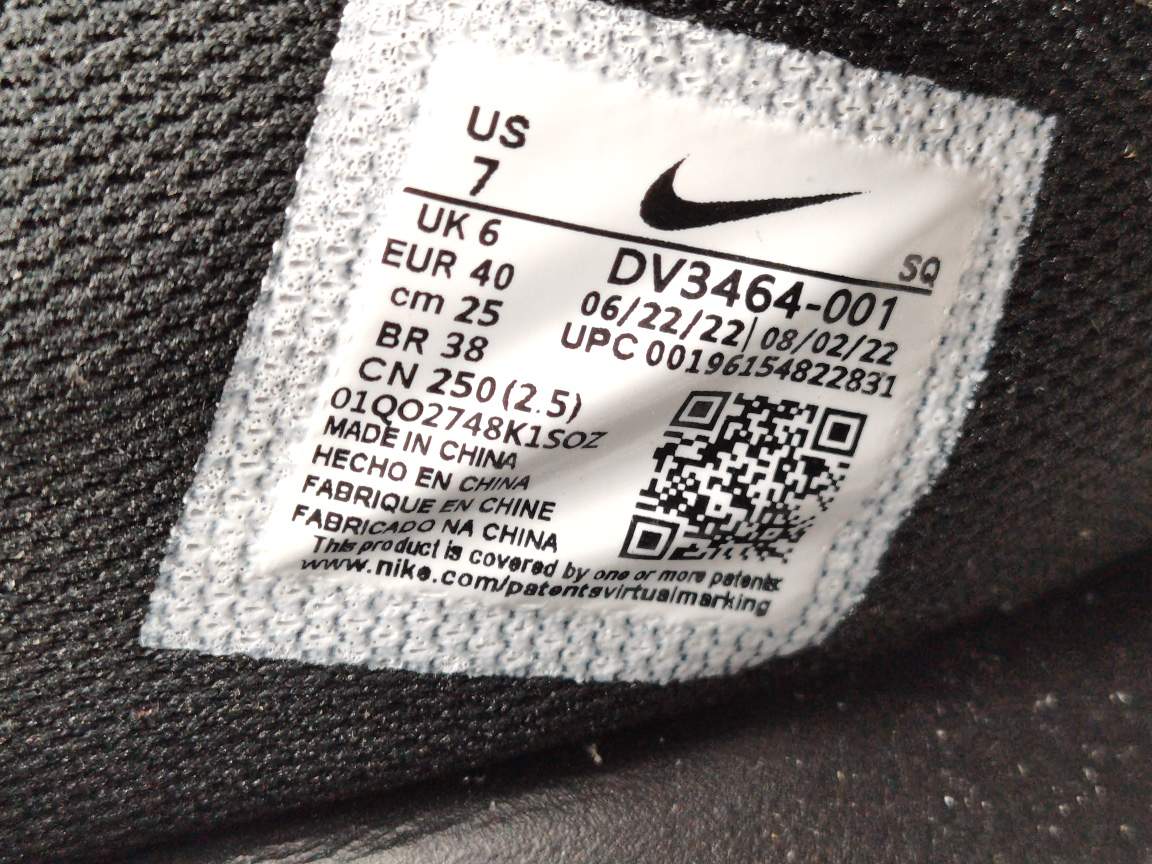 US
7
SQ
UK 6
EUR 40
cm 25
BR 38
CN 250 (2.5)
01QO2748K1SOZ
MADE IN CHINA
HECHO EN CHINA
FABRIQUE EN CHINE
FABRICADO NA CHINA
DV3464-001
06/22/22|08/02/22
UPC 00196154822831
This product is covered by one or more patents:
www.nike.com/patentsvirtualmarking